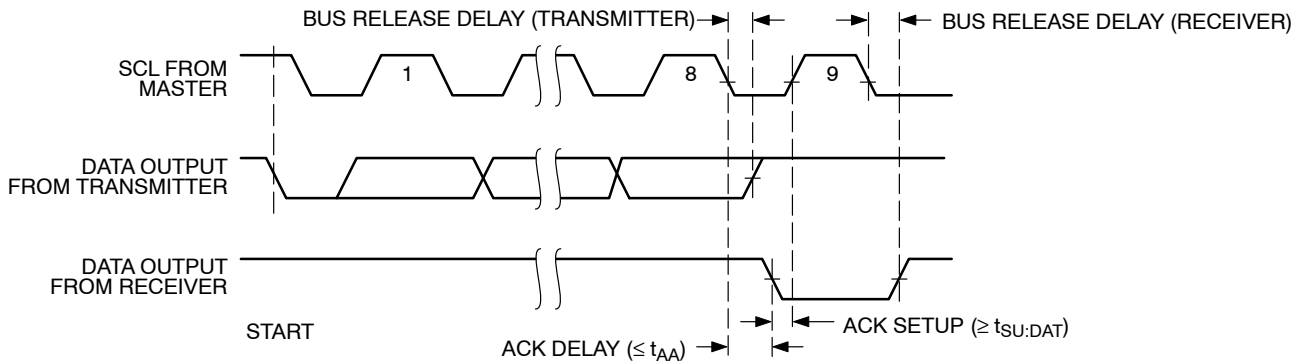 BUS RELEASE DELAY (TRANSMITTER)
BUS RELEASE DELAY (RECEIVER)
SCL FROM
MASTER
1
8
9
DATA OUTPUT
FROM TRANSMITTER
DATA OUTPUT
FROM RECEIVER
START
ACK SETUP (≥ tSU:DAT)
ACK DELAY (≤ tAA)